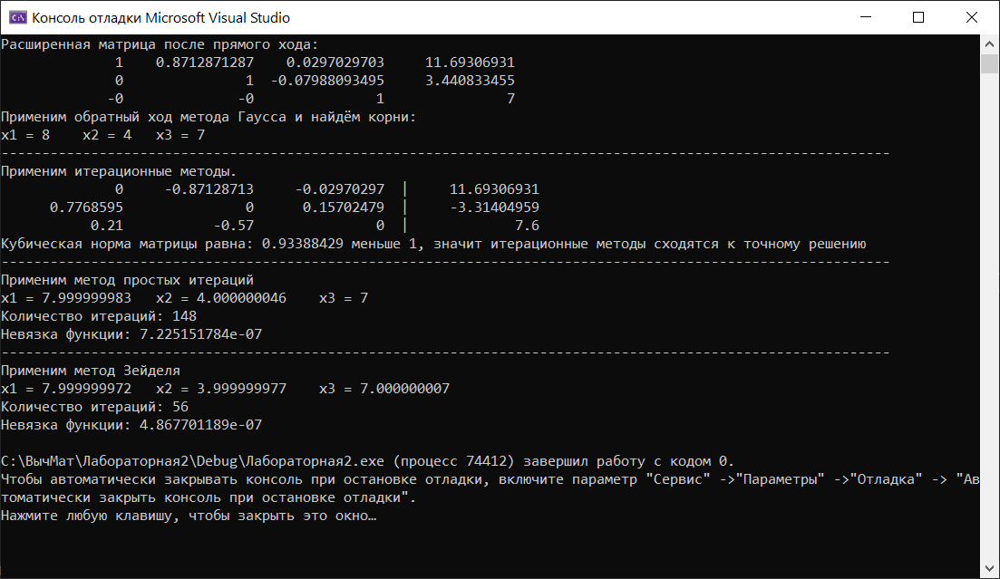 Консоль отладки Microsoft Visual Studio
Расширенная матрица после прямого хода:
1 0.8712871287 0.0297029703 11.69306931
0 1 -0.07988093495 3.440833455
-0 -0 1 7
Применим обратный ход метода Гаусса и найдём корни:
x1 = 8 x2 = 4 x3 = 7
-------------------------------------------------------------------------------------------------------------
Применим итерационные методы.
0 -0.87128713 -0.02970297 | 11.69306931
0.7768595 0 0.15702479 | -3.31404959
0.21 -0.57 0 | 7.6
Кубическая норма матрицы равна: 0.93388429 меньше 1, значит итерационные методы сходятся к точному решению
-------------------------------------------------------------------------------------------------------------
Применим метод простых итераций
x1 = 7.999999983 x2 = 4.000000046 x3 = 7
Количество итераций: 148
Невязка функции: 7.225151784e-07
-------------------------------------------------------------------------------------------------------------
Применим метод Зейделя
x1 = 7.999999972 x2 = 3.999999977 x3 = 7.000000007
Количество итераций: 56
Невязка функции: 4.867701189e-07
C:\ВычМат\Лабораторная2\Debug\Лабораторная2.exe (процесс 74412) завершил работу с кодом 0.
Чтобы автоматически закрывать консоль при остановке отладки, включите параметр "Сервис" ->"Параметры" ->"Отладка" -> "Ав
томатически закрыть консоль при остановке отладки".
Нажмите любую клавишу, чтобы закрыть это окно…